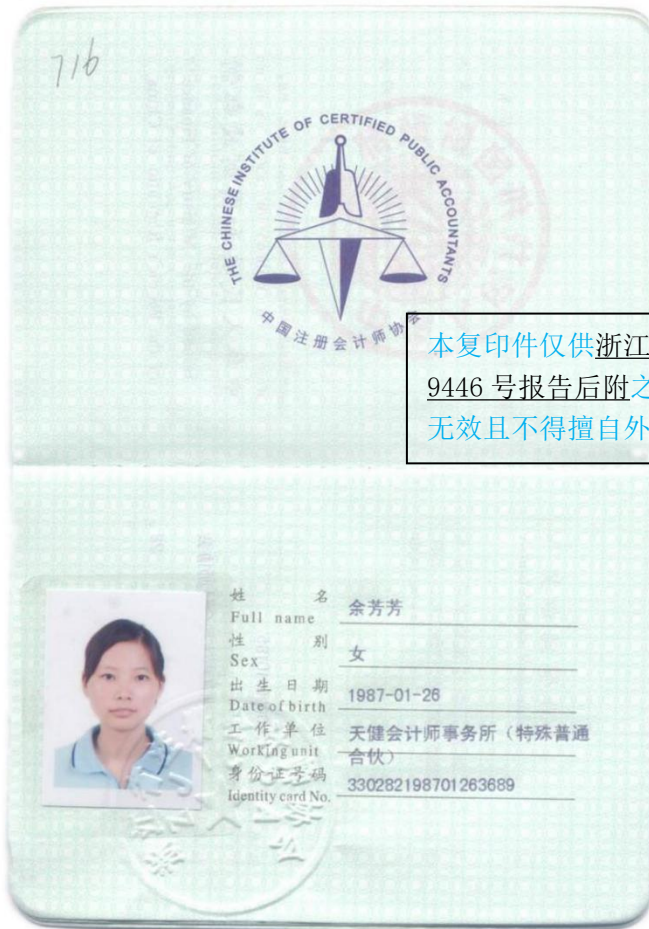 716
THE CHINESE INSTITUTE OF CERTIFIED PUBLIC ACCOUNTANTS
中国注册会计师协会
本复印件仅供浙江
9446 号报告后附之
无效且不得擅自外
姓 名
Full name
余芳芳
性 别
Sex
女
出生日期
Date of birth
1987-01-26
工作单位
Working unit
天健会计师事务所（特殊普通
合伙）
身份证号码
Identity card No.
330282198701263689